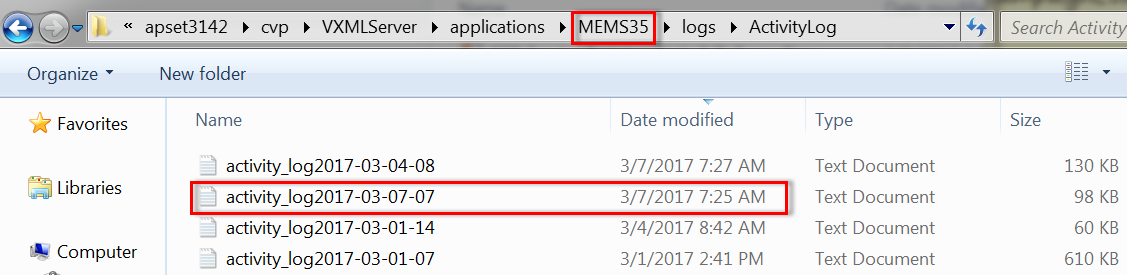 « apset3142 cvp VXMLServer applications MEMS35 logs ActivityLog Search Activity
Organize New folder
Favorites
Libraries
Computer
Name Date modified Type Size
activity_log2017-03-04-08 3/7/2017 7:27 AM Text Document 130 KB
activity_log2017-03-07-07 3/7/2017 7:25 AM Text Document 98 KB
activity_log2017-03-01-14 3/4/2017 8:42 AM Text Document 60 KB
activity_log2017-03-01-07 3/1/2017 2:41 PM Text Document 610 KB